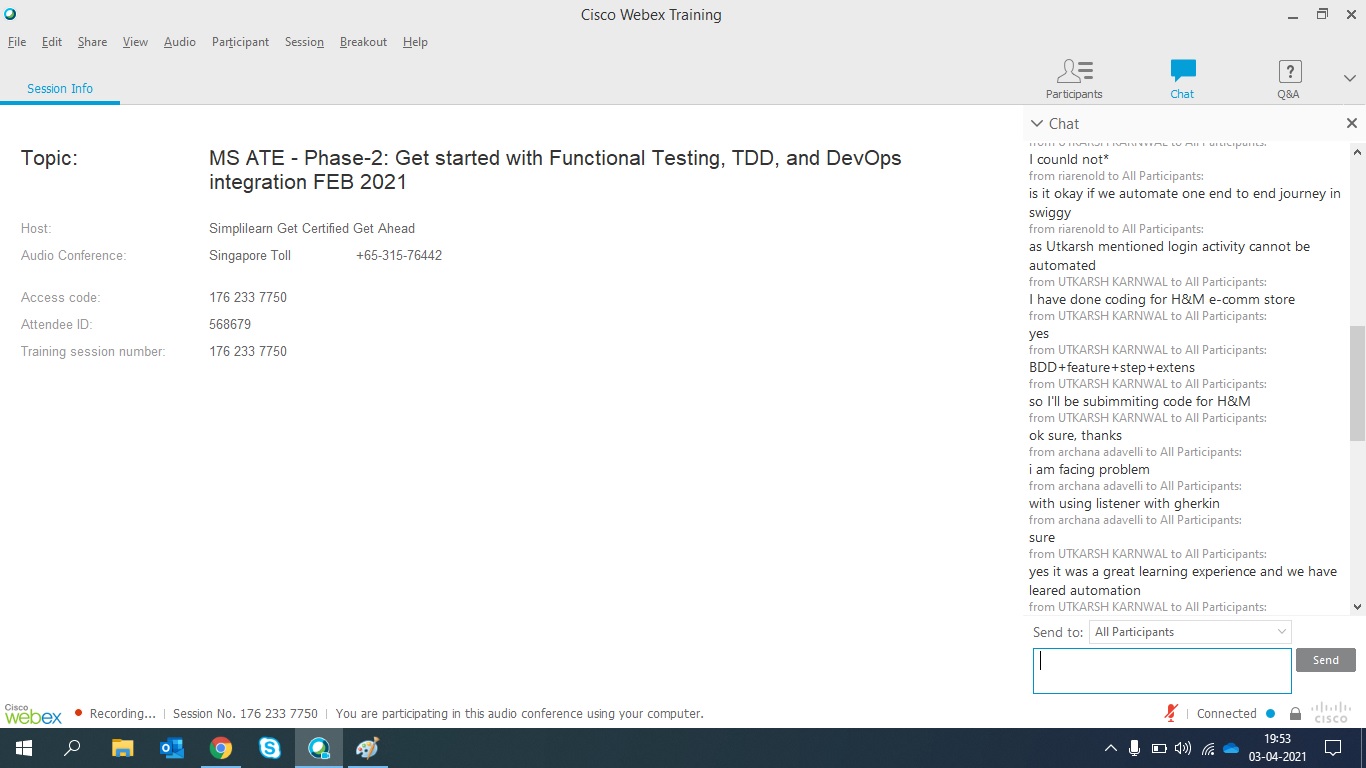 Cisco Webex Training
File Edit Share View Audio Participant Session Breakout Help
Session Info
Participants Chat Q&A
Topic: MS ATE - Phase-2: Get started with Functional Testing, TDD, and DevOps
integration FEB 2021
Host: Simplilearn Get Certified Get Ahead
Audio Conference: Singapore Toll +65-315-76442
Access code: 176 233 7750
Attendee ID: 568679
Training session number: 176 233 7750
Chat
from UTKARSH KARNWAL to All Participants:
I counld not*
from riarenold to All Participants:
is it okay if we automate one end to end journey in
swiggy
from riarenold to All Participants:
as Utkarsh mentioned login activity cannot be
automated
from UTKARSH KARNWAL to All Participants:
I have done coding for H&M e-comm store
from UTKARSH KARNWAL to All Participants:
yes
from UTKARSH KARNWAL to All Participants:
BDD+feature+step+extens
from UTKARSH KARNWAL to All Participants:
so I'll be subimmiting code for H&M
from UTKARSH KARNWAL to All Participants:
ok sure, thanks
from archana adavelli to All Participants:
i am facing problem
from archana adavelli to All Participants:
with using listener with gherkin
from archana adavelli to All Participants:
sure
from UTKARSH KARNWAL to All Participants:
yes it was a great learning experience and we have
leared automation
from UTKARSH KARNWAL to All Participants:
Send to: All Participants
Send
Cisco
webex
Recording... Session No. 176 233 7750 You are participating in this audio conference using your computer.
Connected
cisco
19:53
03-04-2021